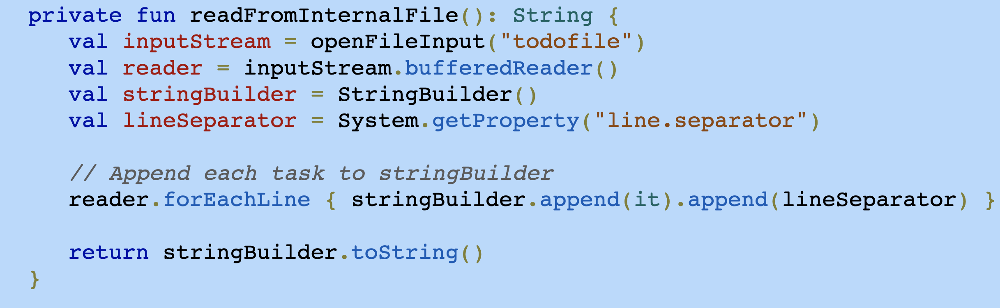 private fun readFromInternalFile(): String {
   val inputStream = openFileInput("todofile")
   val reader = inputStream.bufferedReader()
   val stringBuilder = StringBuilder()
   val lineSeparator = System.getProperty("line.separator")

   // Append each task to stringBuilder
   reader.forEachLine { stringBuilder.append(it).append(lineSeparator) }

   return stringBuilder.toString()
}